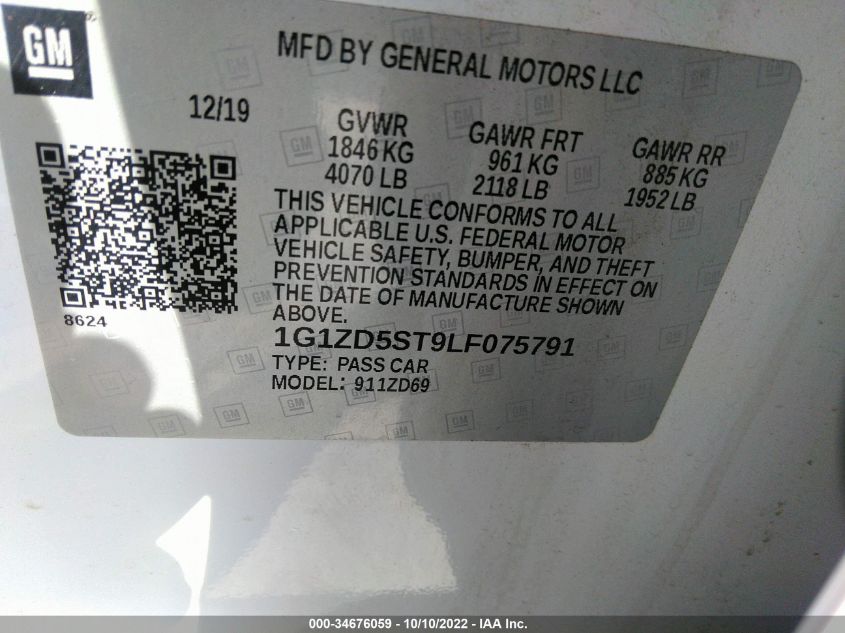 GM
MFD BY GENERAL MOTORS LLC
12/19
GVWR
1846 KG
4070 LB
GAWR FRT
961 KG
2118 LB
GAWR RR
885 KG
1952 LB
THIS VEHICLE CONFORMS TO ALL
APPLICABLE U.S. FEDERAL MOTOR
VEHICLE SAFETY, BUMPER, AND THEFT
PREVENTION STANDARDS IN EFFECT ON
THE DATE OF MANUFACTURE SHOWN
ABOVE.
8624
1G1ZD5ST9LF075791
TYPE: PASS CAR
MODEL: 911ZD69
000-34676059 - 10/10/2022 - IAA Inc.